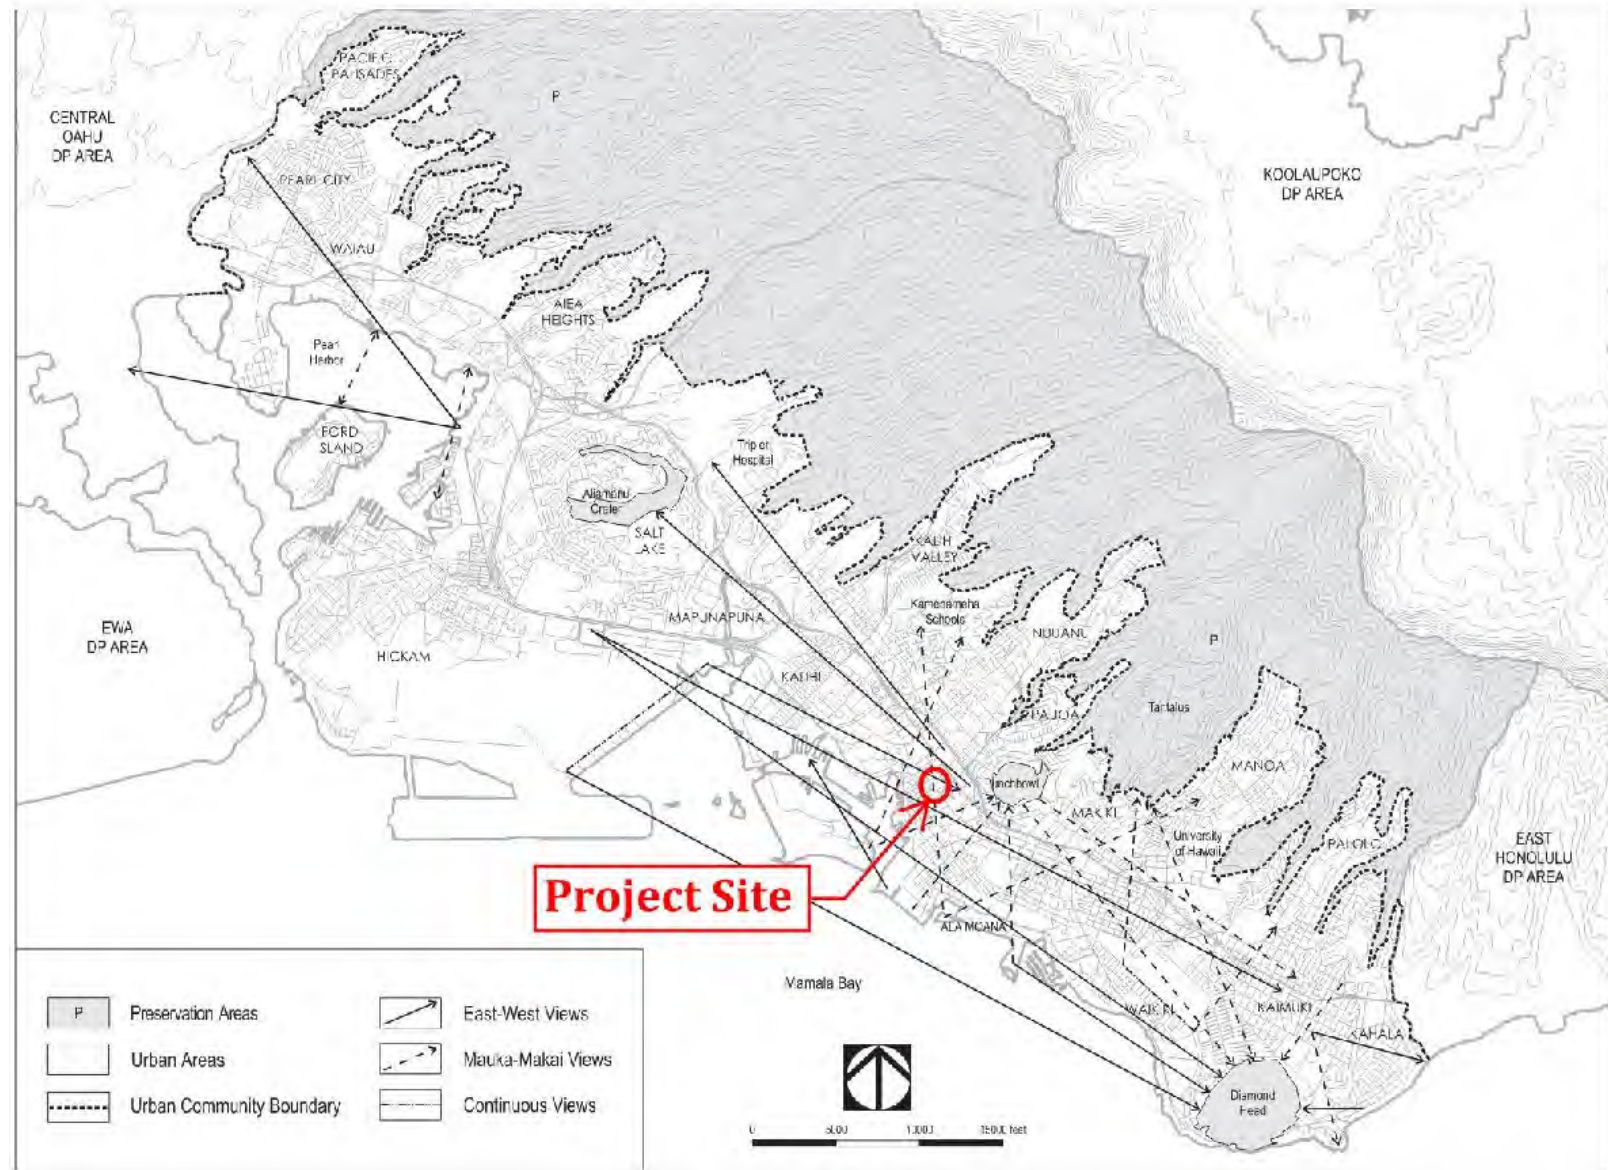 PACIFIC
PALISADES
P
CENTRAL
OAHU
DP AREA
PEARL CITY
KOOLAUPOKO
DP AREA
WAIAU
AIEA
HEIGHTS
Pearl
Harbor
FORD
ISLAND
Tripler
Hospital
Aliamanu
Crater
SALT
LAKE
KALIHI
VALLEY
Kamehameha
Schools
MAPUNAPUNA
NUUANU
P
EWA
DP AREA
HICKAM
KALIHI
PAUOA
Tantalus
MANOA
Punchbowl
MAKIKI
University
of Hawaii
PALOLO
EAST
HONOLULU
DP AREA
Project Site
ALA MOANA
Mamala Bay
WAIKIKI
KAIMUKI
KAHALA
Diamond
Head
P Preservation Areas
Urban Areas
Urban Community Boundary
East-West Views
Mauka-Makai Views
Continuous Views
0 5000 10000 15000 feet